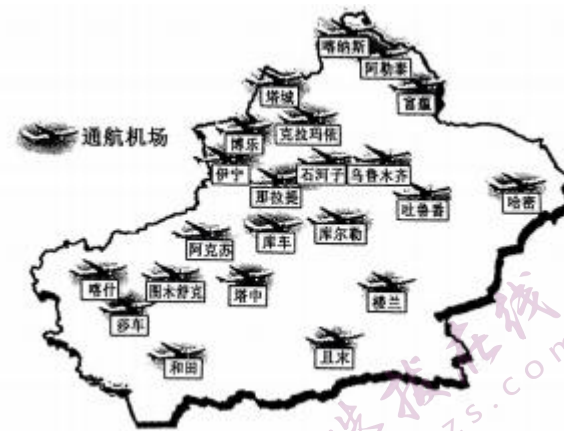 喀纳斯
阿勒泰
富蕴
塔城
克拉玛依
通航机场
博乐
伊宁
石河子
乌鲁木齐
那拉提
吐鲁番
哈密
阿克苏
库车
库尔勒
喀什
图木舒克
塔中
楼兰
莎车
和田
且末